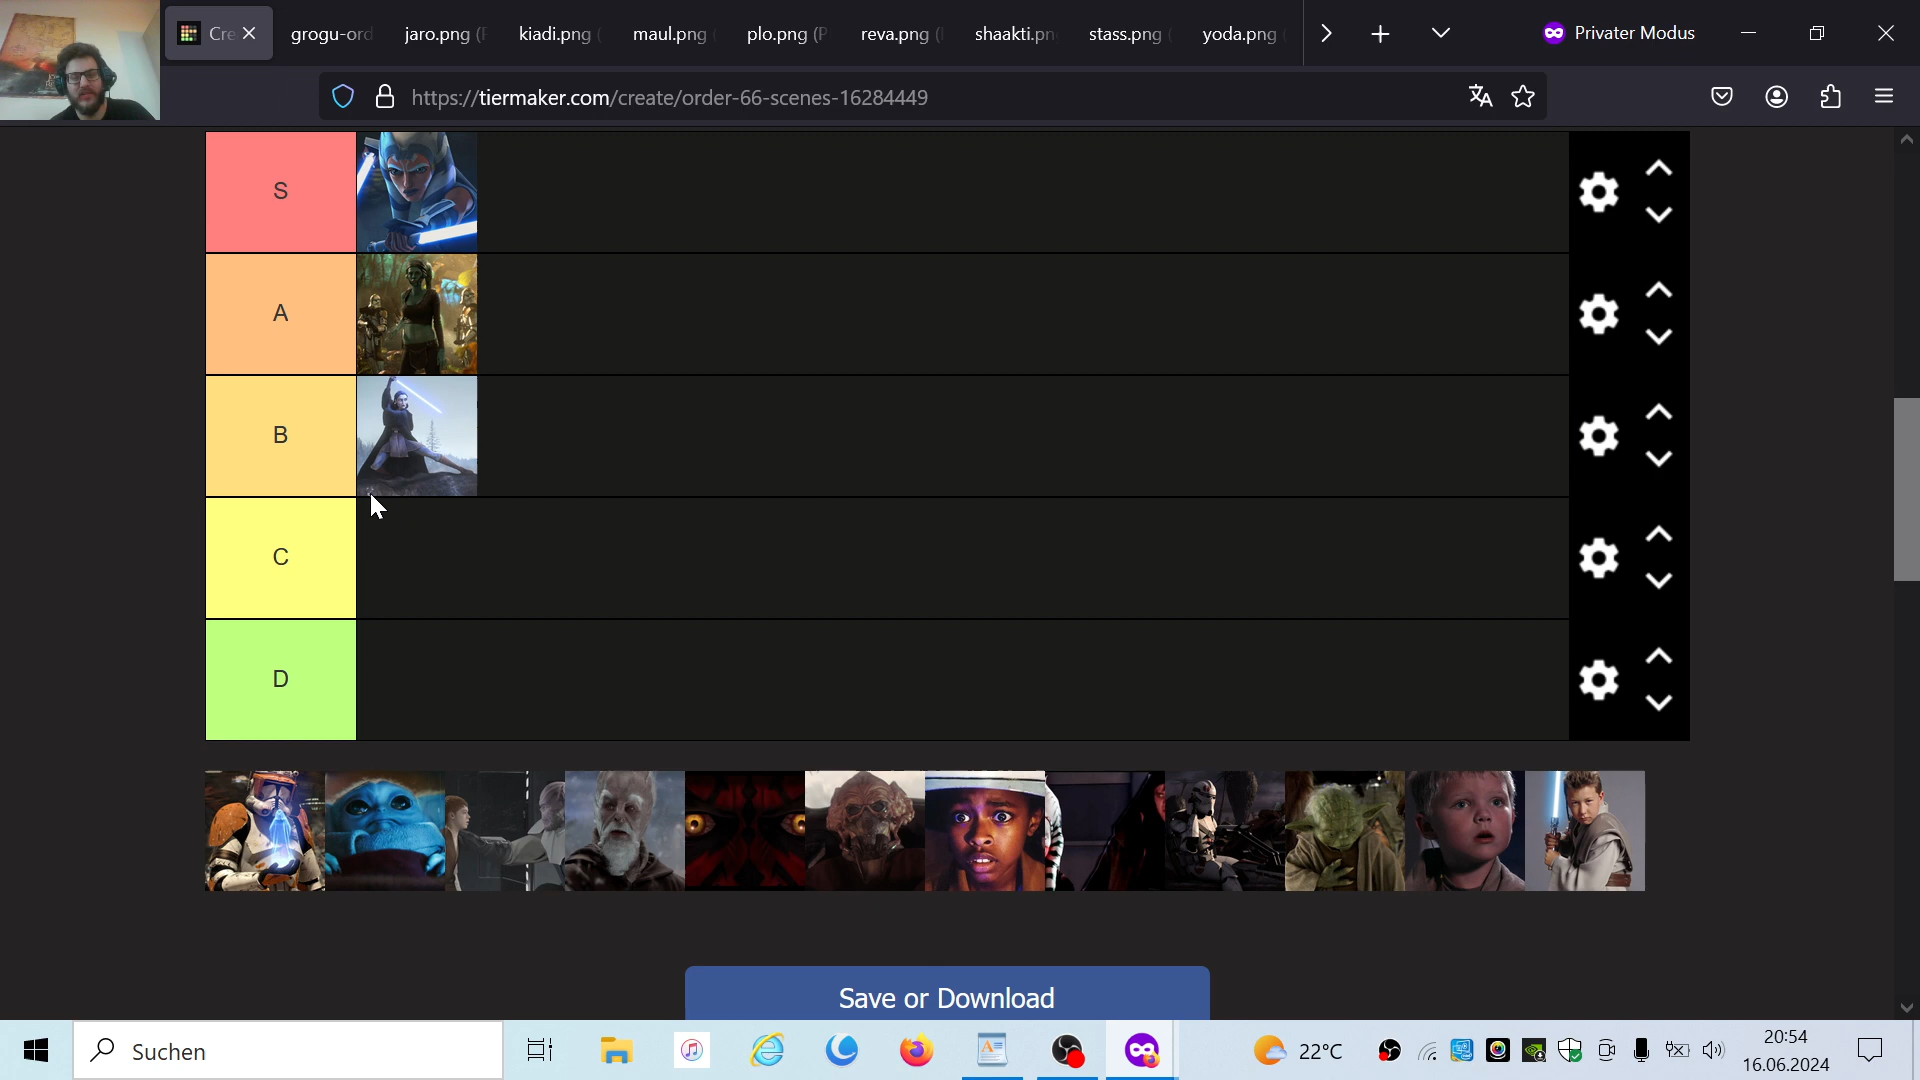 Cre
grogu-ord
jaro.png (P
kiadi.png (
maul.png (
plo.png (P
reva.png (I
shaakti.pn
stass.png (
yoda.png (
Privater Modus
https://tiermaker.com/create/order-66-scenes-16284449
S
A
B
C
D
Save or Download
Suchen
22°C
20:54
16.06.2024